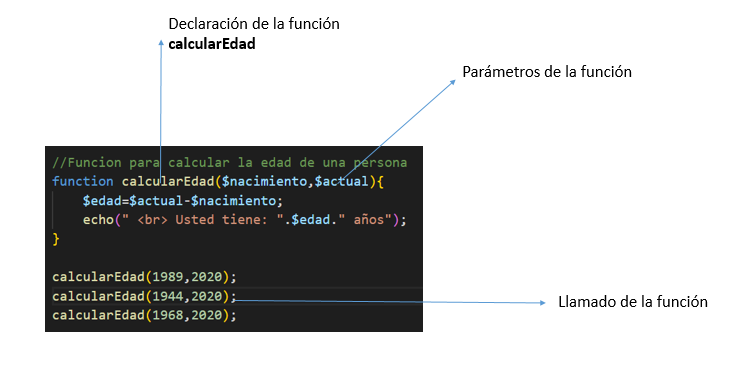 Declaración de la función
calcularEdad
Parámetros de la función
//Funcion para calcular la edad de una persona
function calcularEdad($nacimiento,$actual){
$edad=$actual-$nacimiento;
echo(" <br> Usted tiene: ".$edad." años");
}
calcularEdad(1989,2020);
calcularEdad(1944,2020);
calcularEdad(1968,2020);
Llamado de la función